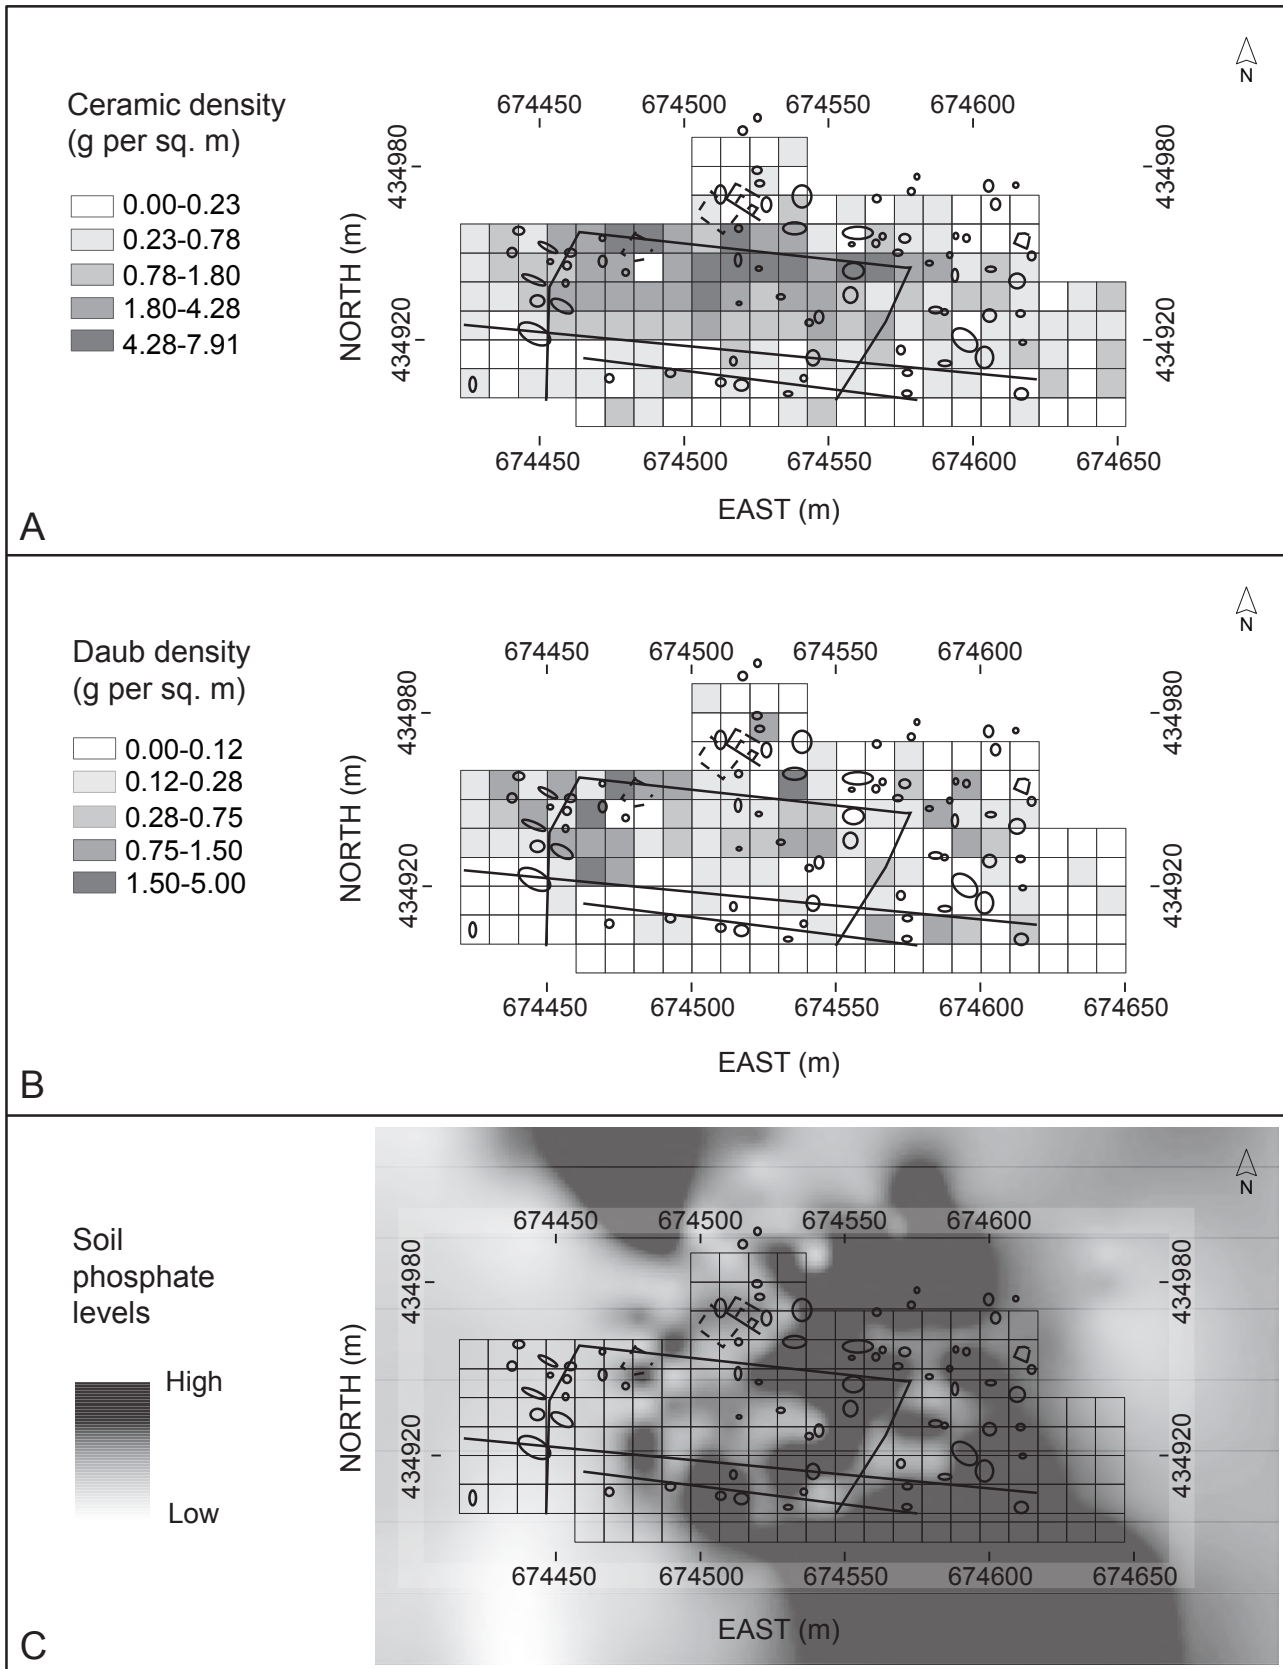 N
Ceramic density
(g per sq. m)
0.00-0.23
0.23-0.78
0.78-1.80
1.80-4.28
4.28-7.91
674450 674500 674550 674600
434980
434980
NORTH (m)
434920
434920
674450 674500 674550 674600 674650
EAST (m)
A
N
Daub density
(g per sq. m)
0.00-0.12
0.12-0.28
0.28-0.75
0.75-1.50
1.50-5.00
674450 674500 674550 674600
434980
434980
NORTH (m)
434920
434920
674450 674500 674550 674600 674650
EAST (m)
B
N
Soil
phosphate
levels
High
Low
674450 674500 674550 674600
434980
434980
NORTH (m)
434920
434920
674450 674500 674550 674600 674650
EAST (m)
C